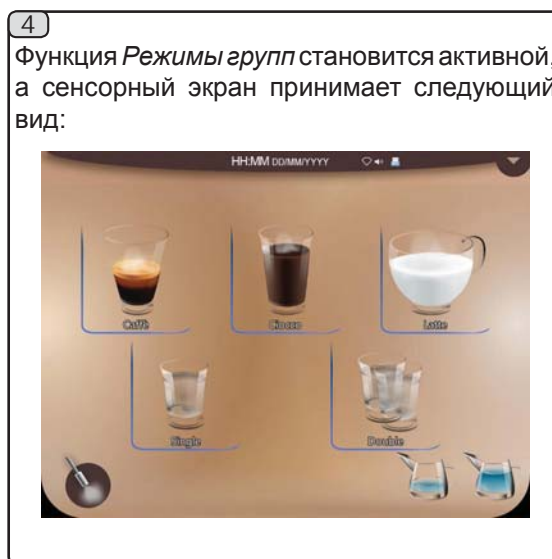 4
Функция Режимы групп становится активной,
а сенсорный экран принимает следующий
вид:
HH:MM DD/MM/YYYY
Caffè Ciocco Latte
Single Double